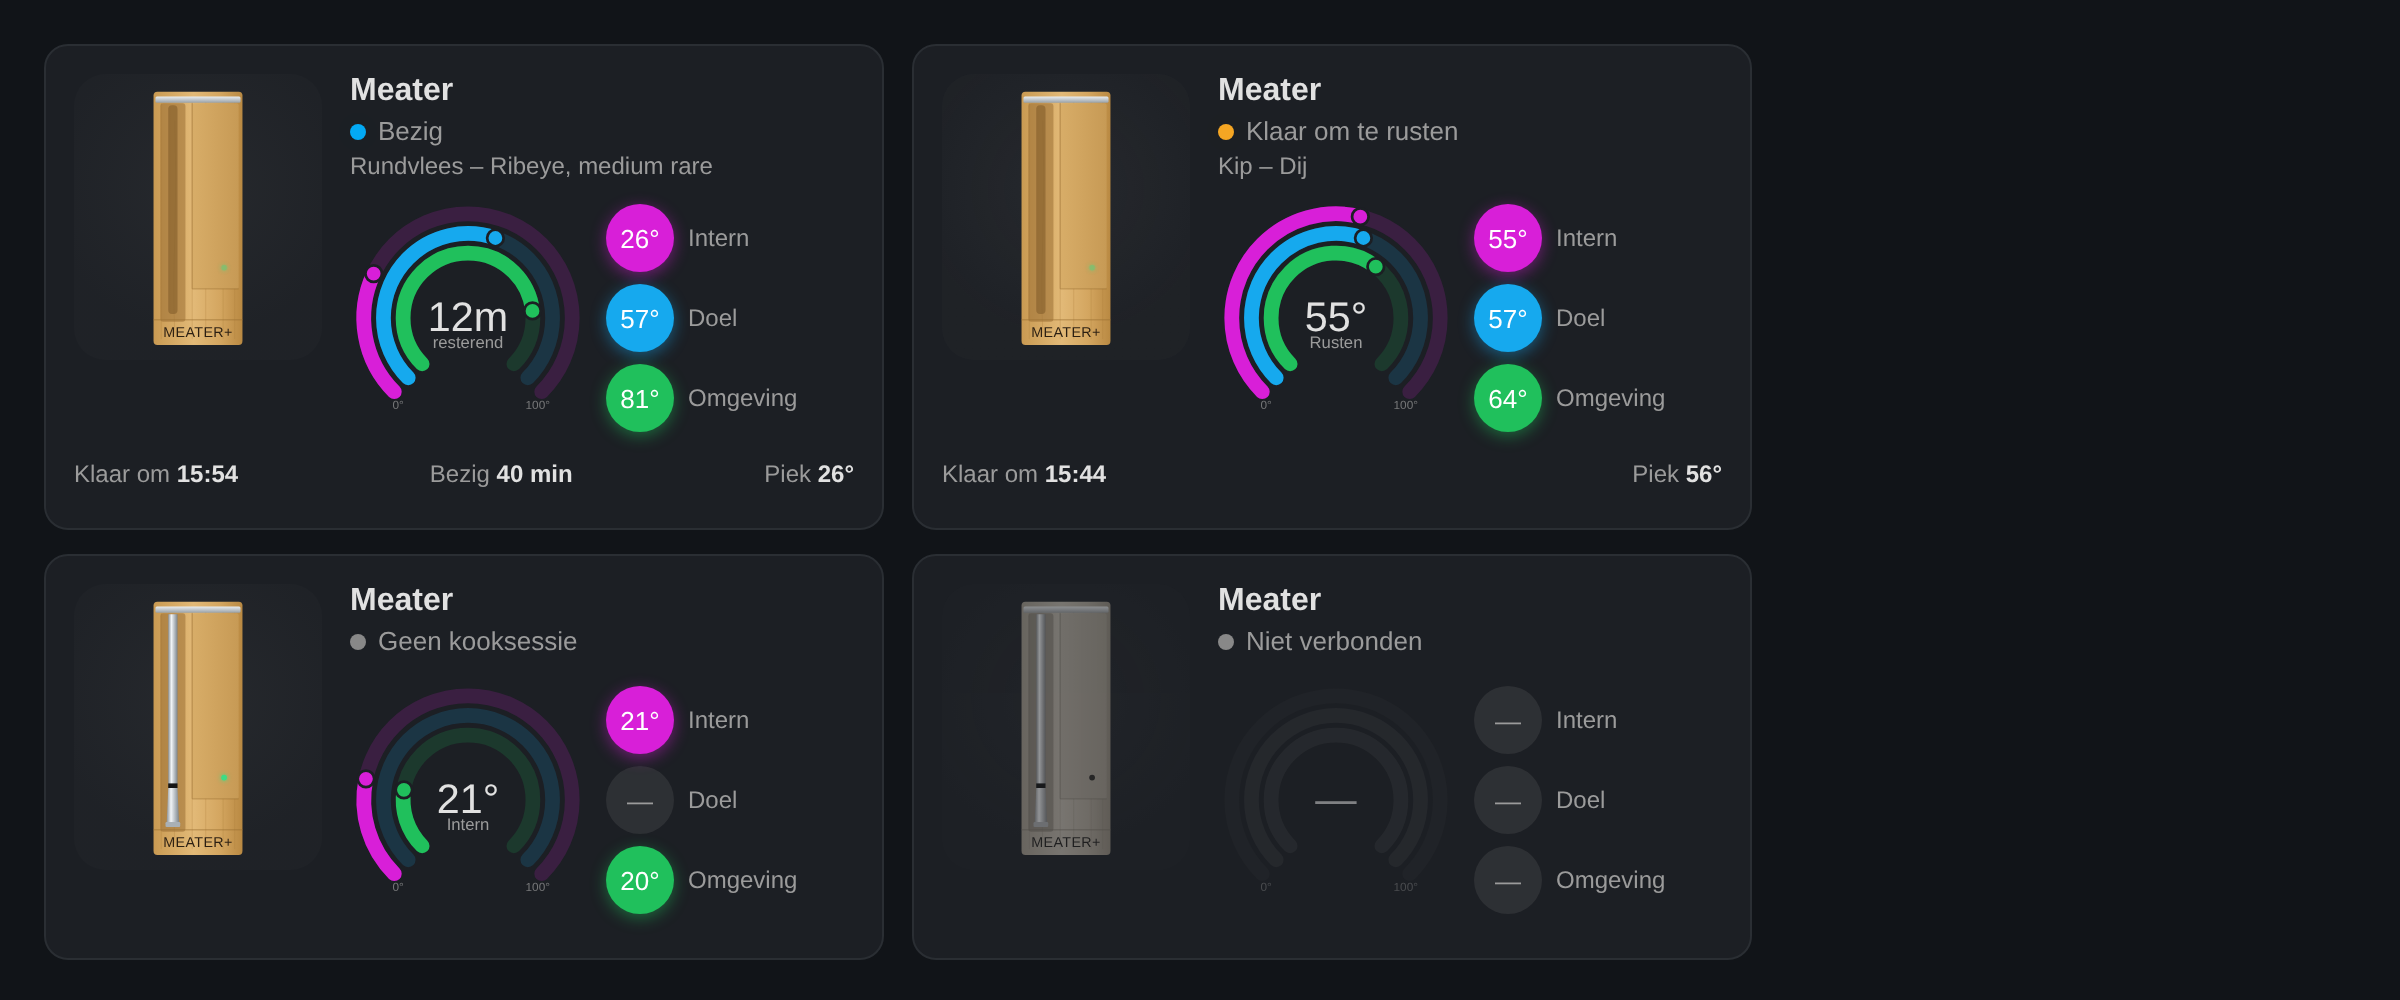 Meater
Bezig
Rundvlees – Ribeye, medium rare
MEATER+
12m
resterend
0°
100°
26° Intern
57° Doel
81° Omgeving
Klaar om 15:54
Bezig 40 min
Piek 26°
Meater
Klaar om te rusten
Kip – Dij
MEATER+
55°
Rusten
0°
100°
55° Intern
57° Doel
64° Omgeving
Klaar om 15:44
Piek 56°
Meater
Geen kooksessie
MEATER+
21°
Intern
0°
100°
21° Intern
— Doel
20° Omgeving
Meater
Niet verbonden
MEATER+
—
0°
100°
— Intern
— Doel
— Omgeving